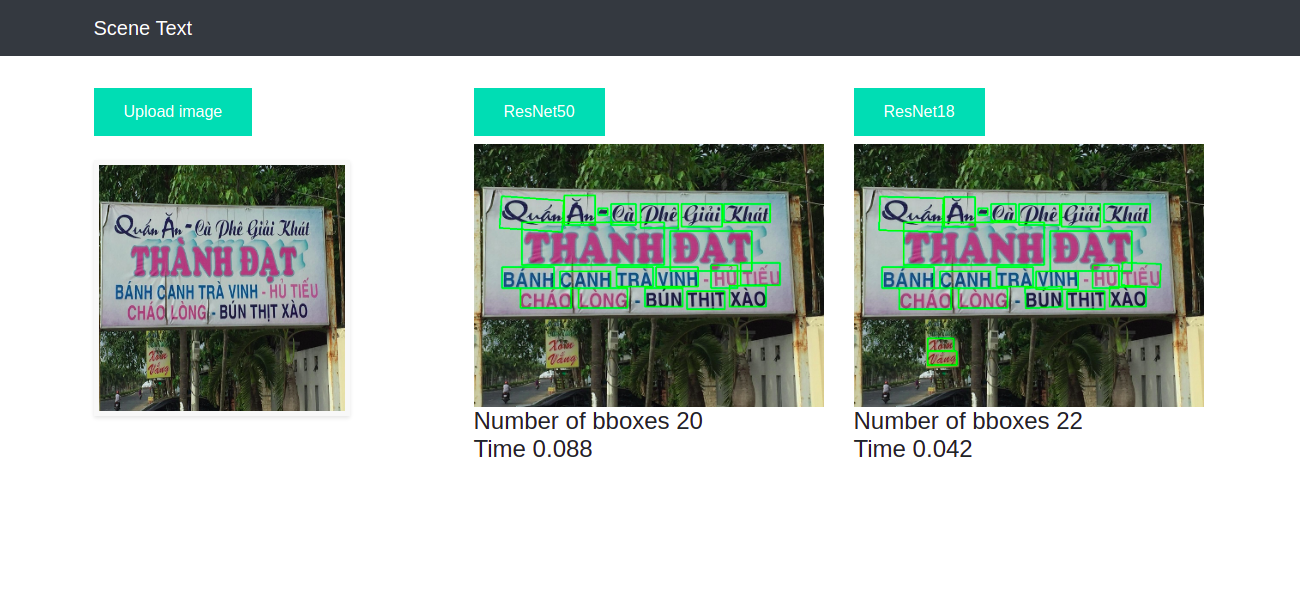 Scene Text
Upload image
ResNet50
ResNet18
Quán Ăn - Cà Phê Giải Khát
THÀNH ĐẠT
BÁNH CANH TRÀ VINH - HỦ TIẾU
CHÁO LÒNG - BÚN THỊT XÀO
Xóm
Vắng
Quán Ăn - Cà Phê Giải Khát
THÀNH ĐẠT
BÁNH CANH TRÀ VINH - HỦ TIẾU
CHÁO LÒNG - BÚN THỊT XÀO
Xóm
Vắng
Number of bboxes 20
Time 0.088
Quán Ăn - Cà Phê Giải Khát
THÀNH ĐẠT
BÁNH CANH TRÀ VINH - HỦ TIẾU
CHÁO LÒNG - BÚN THỊT XÀO
Xóm
Vắng
Number of bboxes 22
Time 0.042